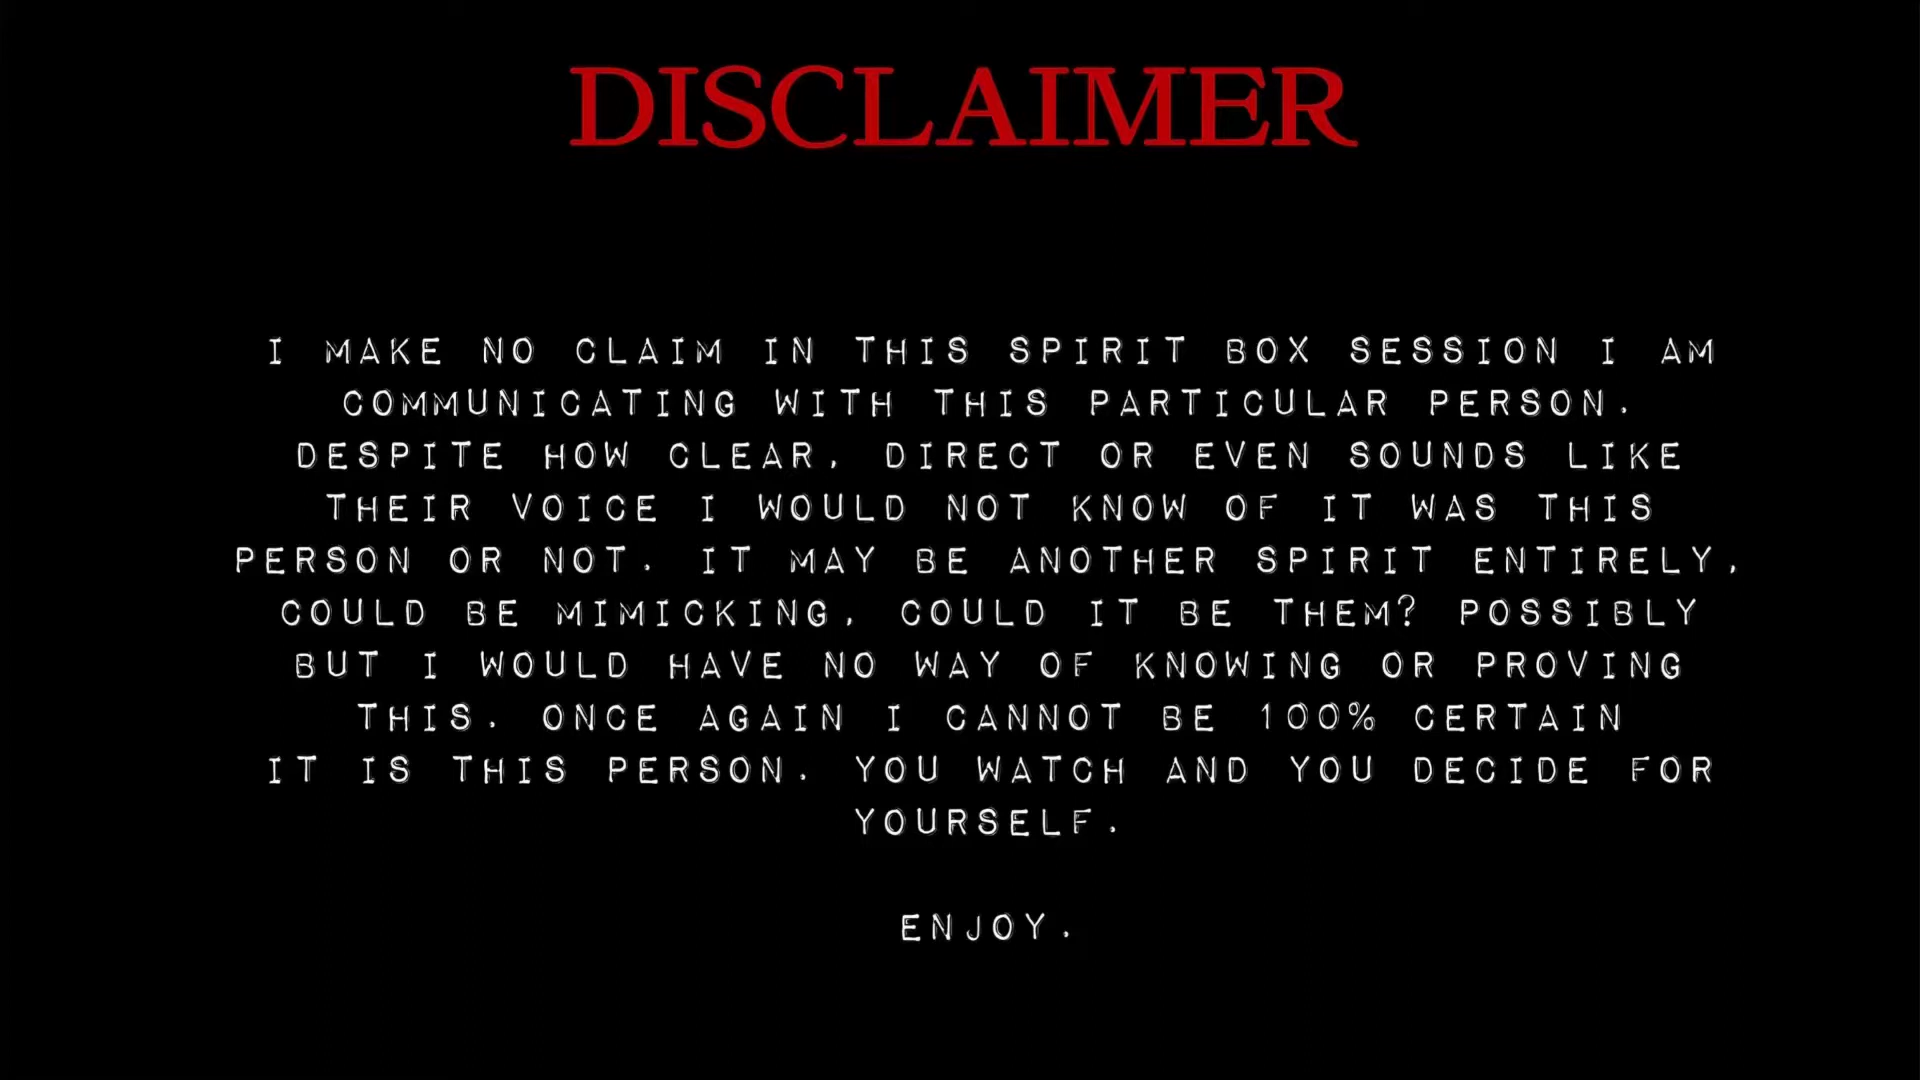 DISCLAIMER
I MAKE NO CLAIM IN THIS SPIRIT BOX SESSION I AM
COMMUNICATING WITH THIS PARTICULAR PERSON.
DESPITE HOW CLEAR, DIRECT OR EVEN SOUNDS LIKE
THEIR VOICE I WOULD NOT KNOW OF IT WAS THIS
PERSON OR NOT. IT MAY BE ANOTHER SPIRIT ENTIRELY,
COULD BE MIMICKING, COULD IT BE THEM? POSSIBLY
BUT I WOULD HAVE NO WAY OF KNOWING OR PROVING
THIS. ONCE AGAIN I CANNOT BE 100% CERTAIN
IT IS THIS PERSON. YOU WATCH AND YOU DECIDE FOR
YOURSELF.
ENJOY.